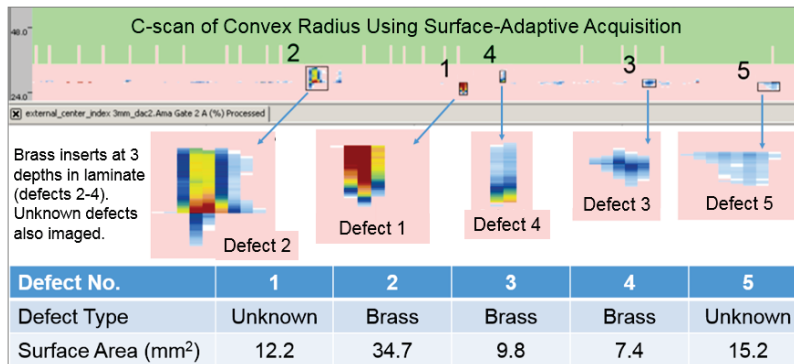 C-scan of Convex Radius Using Surface-Adaptive Acquisition
48.0
24.0
2
1
4
3
5
external_center_index 3mm_dac2.Ama Gate 2 A (%) Processed
Brass inserts at 3
depths in laminate
(defects 2-4).
Unknown defects
also imaged.
Defect 2
Defect 1
Defect 4
Defect 3
Defect 5
Defect No. 1 2 3 4 5
Defect Type Unknown Brass Brass Brass Unknown
Surface Area (mm²) 12.2 34.7 9.8 7.4 15.2